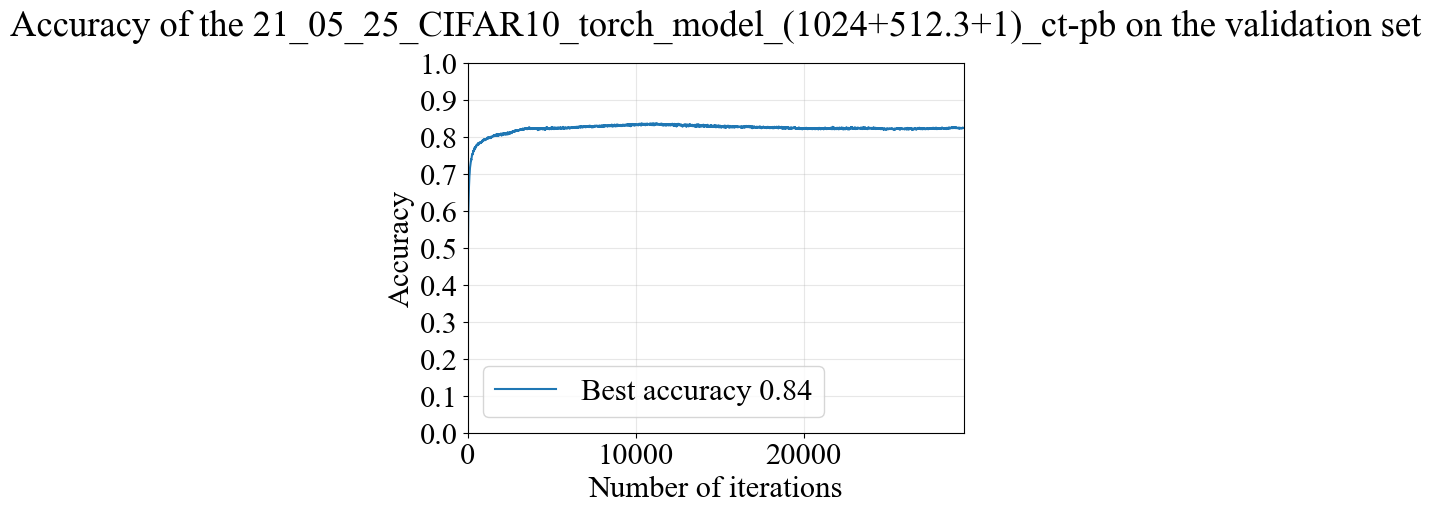 Accuracy of the 21_05_25_CIFAR10_torch_model_(1024+512.3+1)_ct-pb on the validation set
1.0
0.9
0.8
0.7
0.6
0.5
0.4
0.3
0.2
0.1
0.0
Accuracy
Best accuracy 0.84
0 10000 20000
Number of iterations